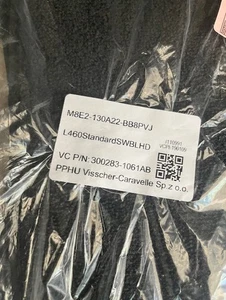 M8E2-130A22-BB8PVJ
L460StandardSWBLHD
VC P/N: 300283-1061AB
PPHU Visscher-Caravelle Sp.z o.o.